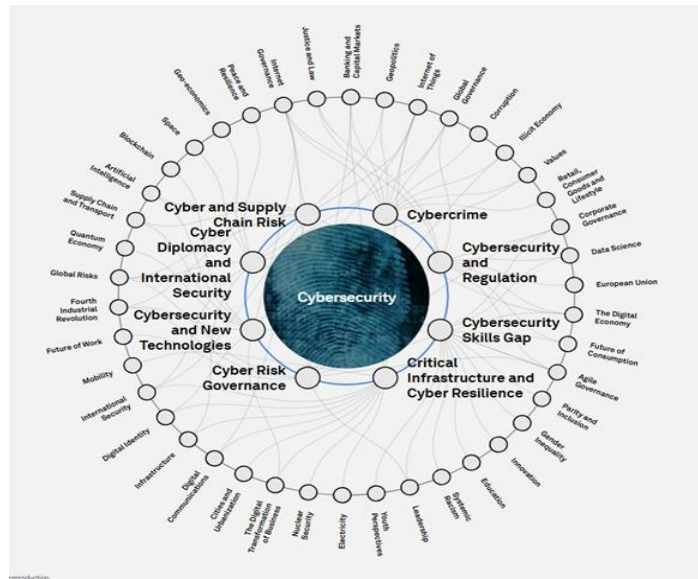 Cybersecurity
Cyber and Supply
Chain Risk
Cybercrime
Cyber
Diplomacy
and
International
Security
Cybersecurity
and
Regulation
Cybersecurity
and New
Technologies
Cybersecurity
Skills Gap
Cyber Risk
Governance
Critical
Infrastructure and
Cyber Resilience
Banking and
Capital Markets
Geopolitics
Internet of
Things
Global
Governance
Corruption
Illicit Economy
Values
Retail,
Consumer
Goods and
Lifestyle
Corporate
Governance
Data Science
European Union
The Digital
Economy
Future of
Consumption
Agile
Governance
Parity and
Inclusion
Gender
Inequality
Innovation
Education
Systemic
Racism
Leadership
Youth
Perspectives
Electricity
Nuclear
Security
The Digital
Transformation
of Business
Cities and
Urbanization
Digital
Communications
Infrastructure
Digital Identity
International
Security
Mobility
Future of Work
Fourth
Industrial
Revolution
Global Risks
Quantum
Economy
Supply Chain
and Transport
Artificial
Intelligence
Blockchain
Space
Geo-economics
Peace and
Resilience
Internet
Governance
Justice and Law